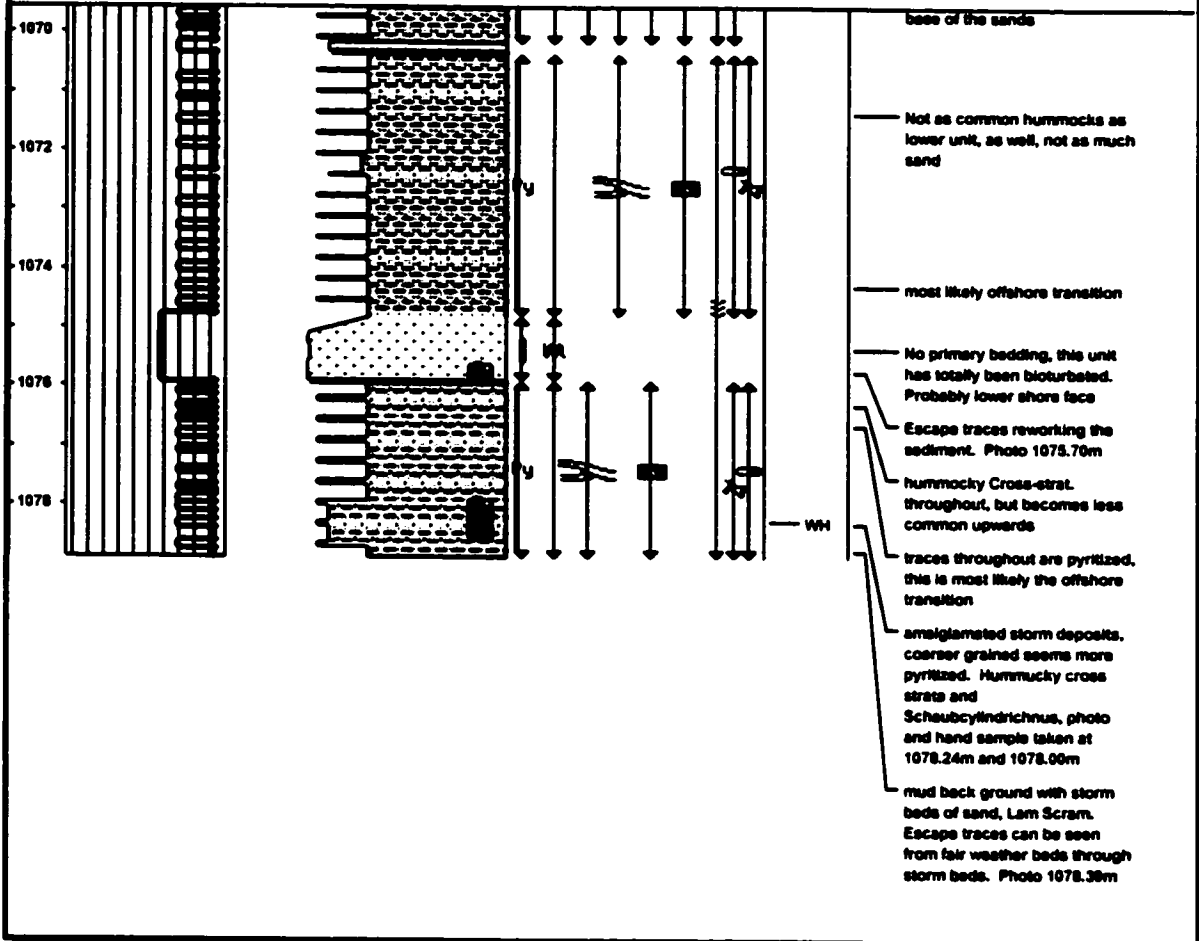 base of the sands
1070
Not as common hummocks as
lower unit, as well, not as much
sand
1072
Py
1074
most likely offshore transition
No primary bedding, this unit
has totally been bioturbated.
Probably lower shore face
1076
Escape traces reworking the
sediment. Photo 1075.70m
hummocky Cross-strat.
throughout, but becomes less
common upwards
Py
1078
WH
traces throughout are pyritized,
this is most likely the offshore
transition
amalglamated storm deposits,
coarser grained seems more
pyritized. Hummucky cross
strata and
Schaubcylindrichnus, photo
and hand sample taken at
1078.24m and 1078.00m
mud back ground with storm
beds of sand, Lam Scram.
Escape traces can be seen
from fair weather beds through
storm beds. Photo 1078.39m